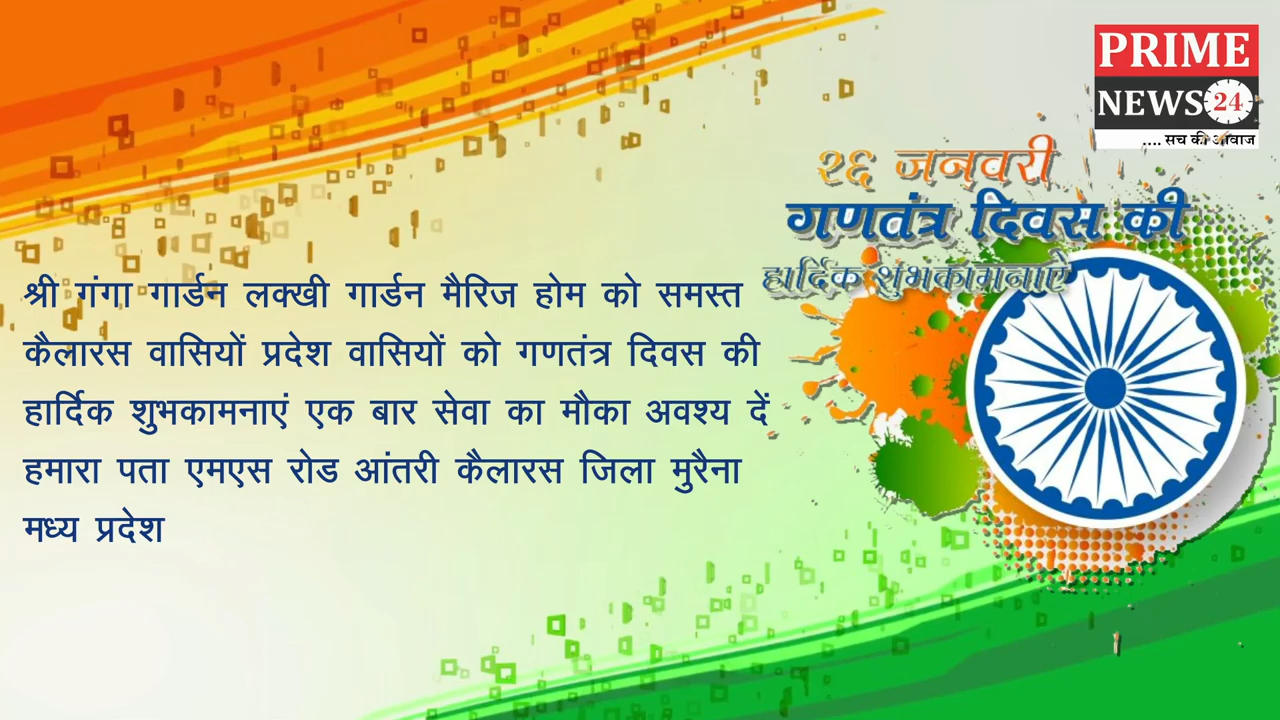 PRIME
NEWS 24
.... सच की आवाज
२६ जनवरी
गणतंत्र दिवस की
हार्दिक शुभकामनाऐ
श्री गंगा गार्डन लक्खी गार्डन मैरिज होम को समस्त
कैलारस वासियों प्रदेश वासियों को गणतंत्र दिवस की
हार्दिक शुभकामनाएं एक बार सेवा का मौका अवश्य दें
हमारा पता एमएस रोड आंतरी कैलारस जिला मुरैना
मध्य प्रदेश